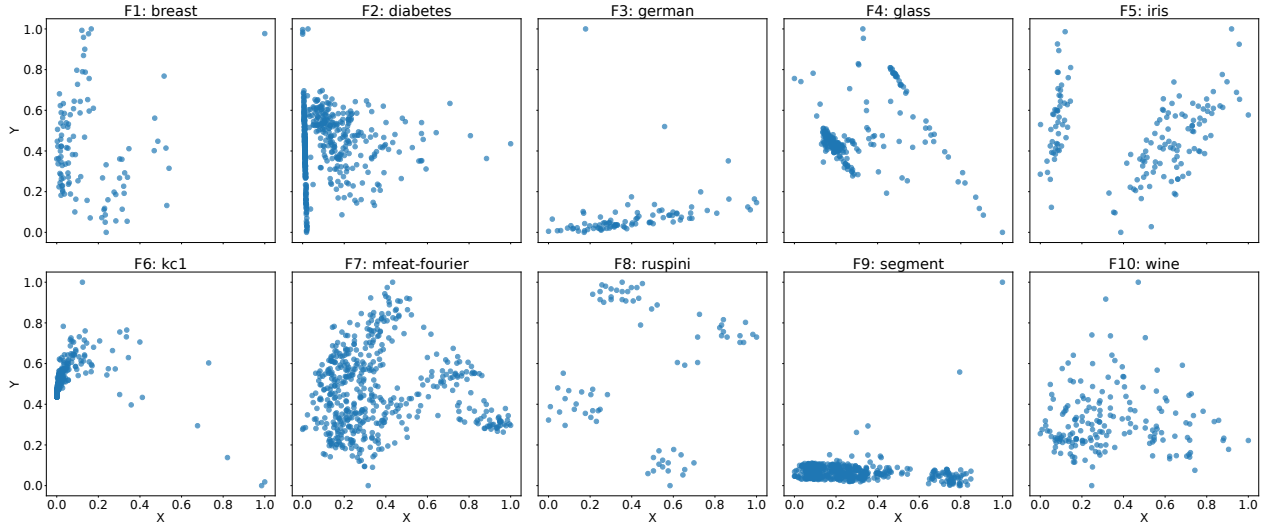 F1: breast
F2: diabetes
F3: german
F4: glass
F5: iris
1.0
0.8
0.6
0.4
0.2
0.0
Y
F6: kc1
F7: mfeat-fourier
F8: ruspini
F9: segment
F10: wine
1.0
0.8
0.6
0.4
0.2
0.0
Y
0.0 0.2 0.4 0.6 0.8 1.0
X
0.0 0.2 0.4 0.6 0.8 1.0
X
0.0 0.2 0.4 0.6 0.8 1.0
X
0.0 0.2 0.4 0.6 0.8 1.0
X
0.0 0.2 0.4 0.6 0.8 1.0
X